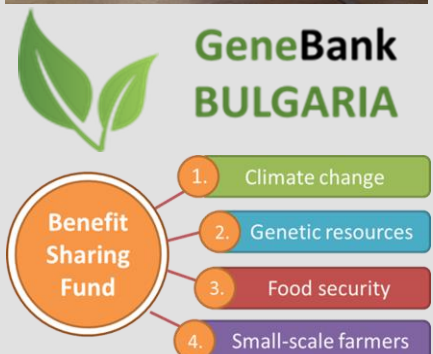 GeneBank
BULGARIA
Benefit
Sharing
Fund
1. Climate change
2. Genetic resources
3. Food security
4. Small-scale farmers